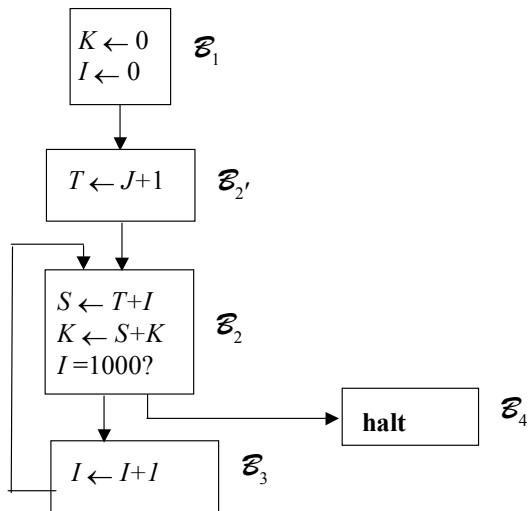 K ← 0
I ← 0
ℬ₁
T ← J+1
ℬ₂′
S ← T+I
K ← S+K
I =1000?
ℬ₂
halt
ℬ₄
I ← I+1
ℬ₃